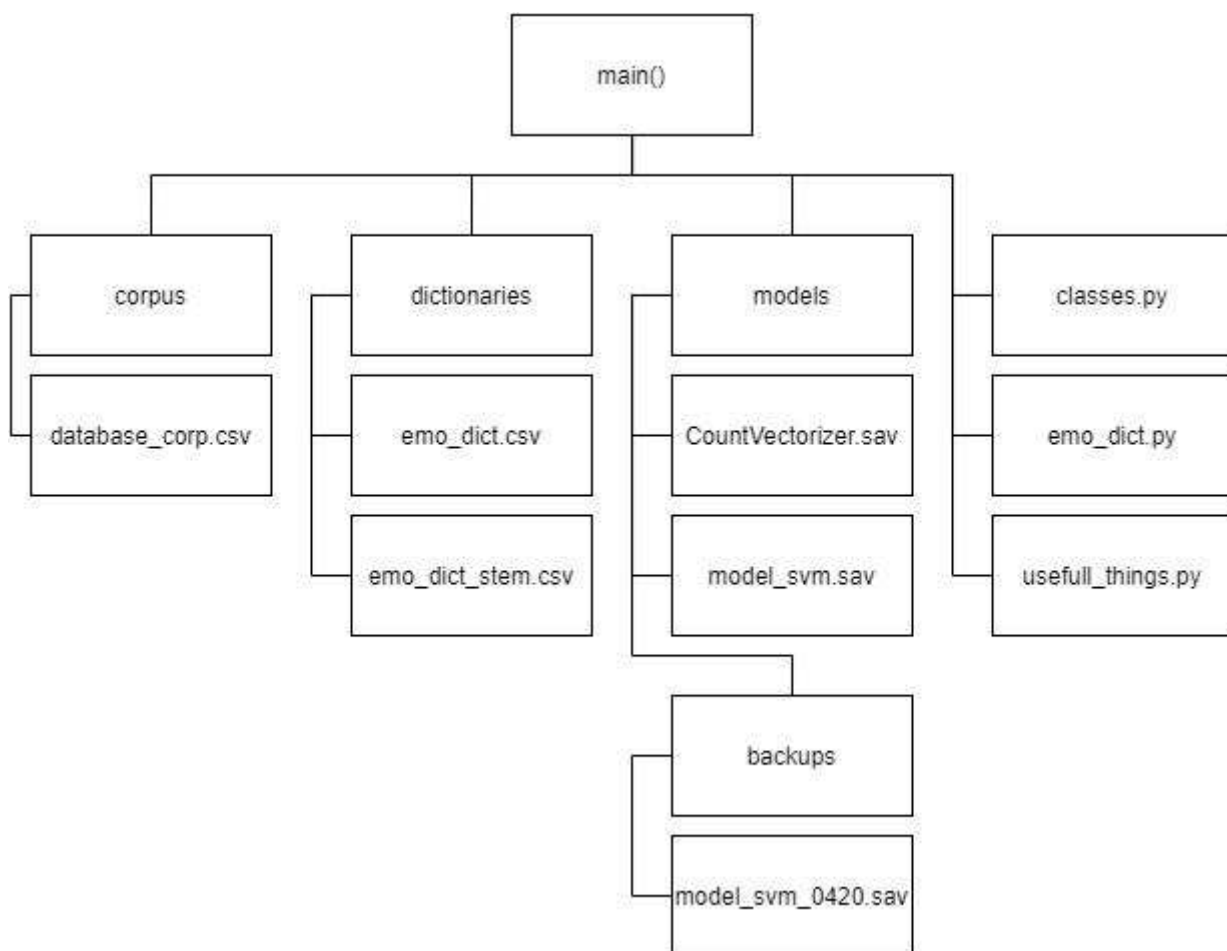 main()
corpus
dictionaries
models
classes.py
database_corp.csv
emo_dict.csv
CountVectorizer.sav
emo_dict.py
emo_dict_stem.csv
model_svm.sav
usefull_things.py
backups
model_svm_0420.sav